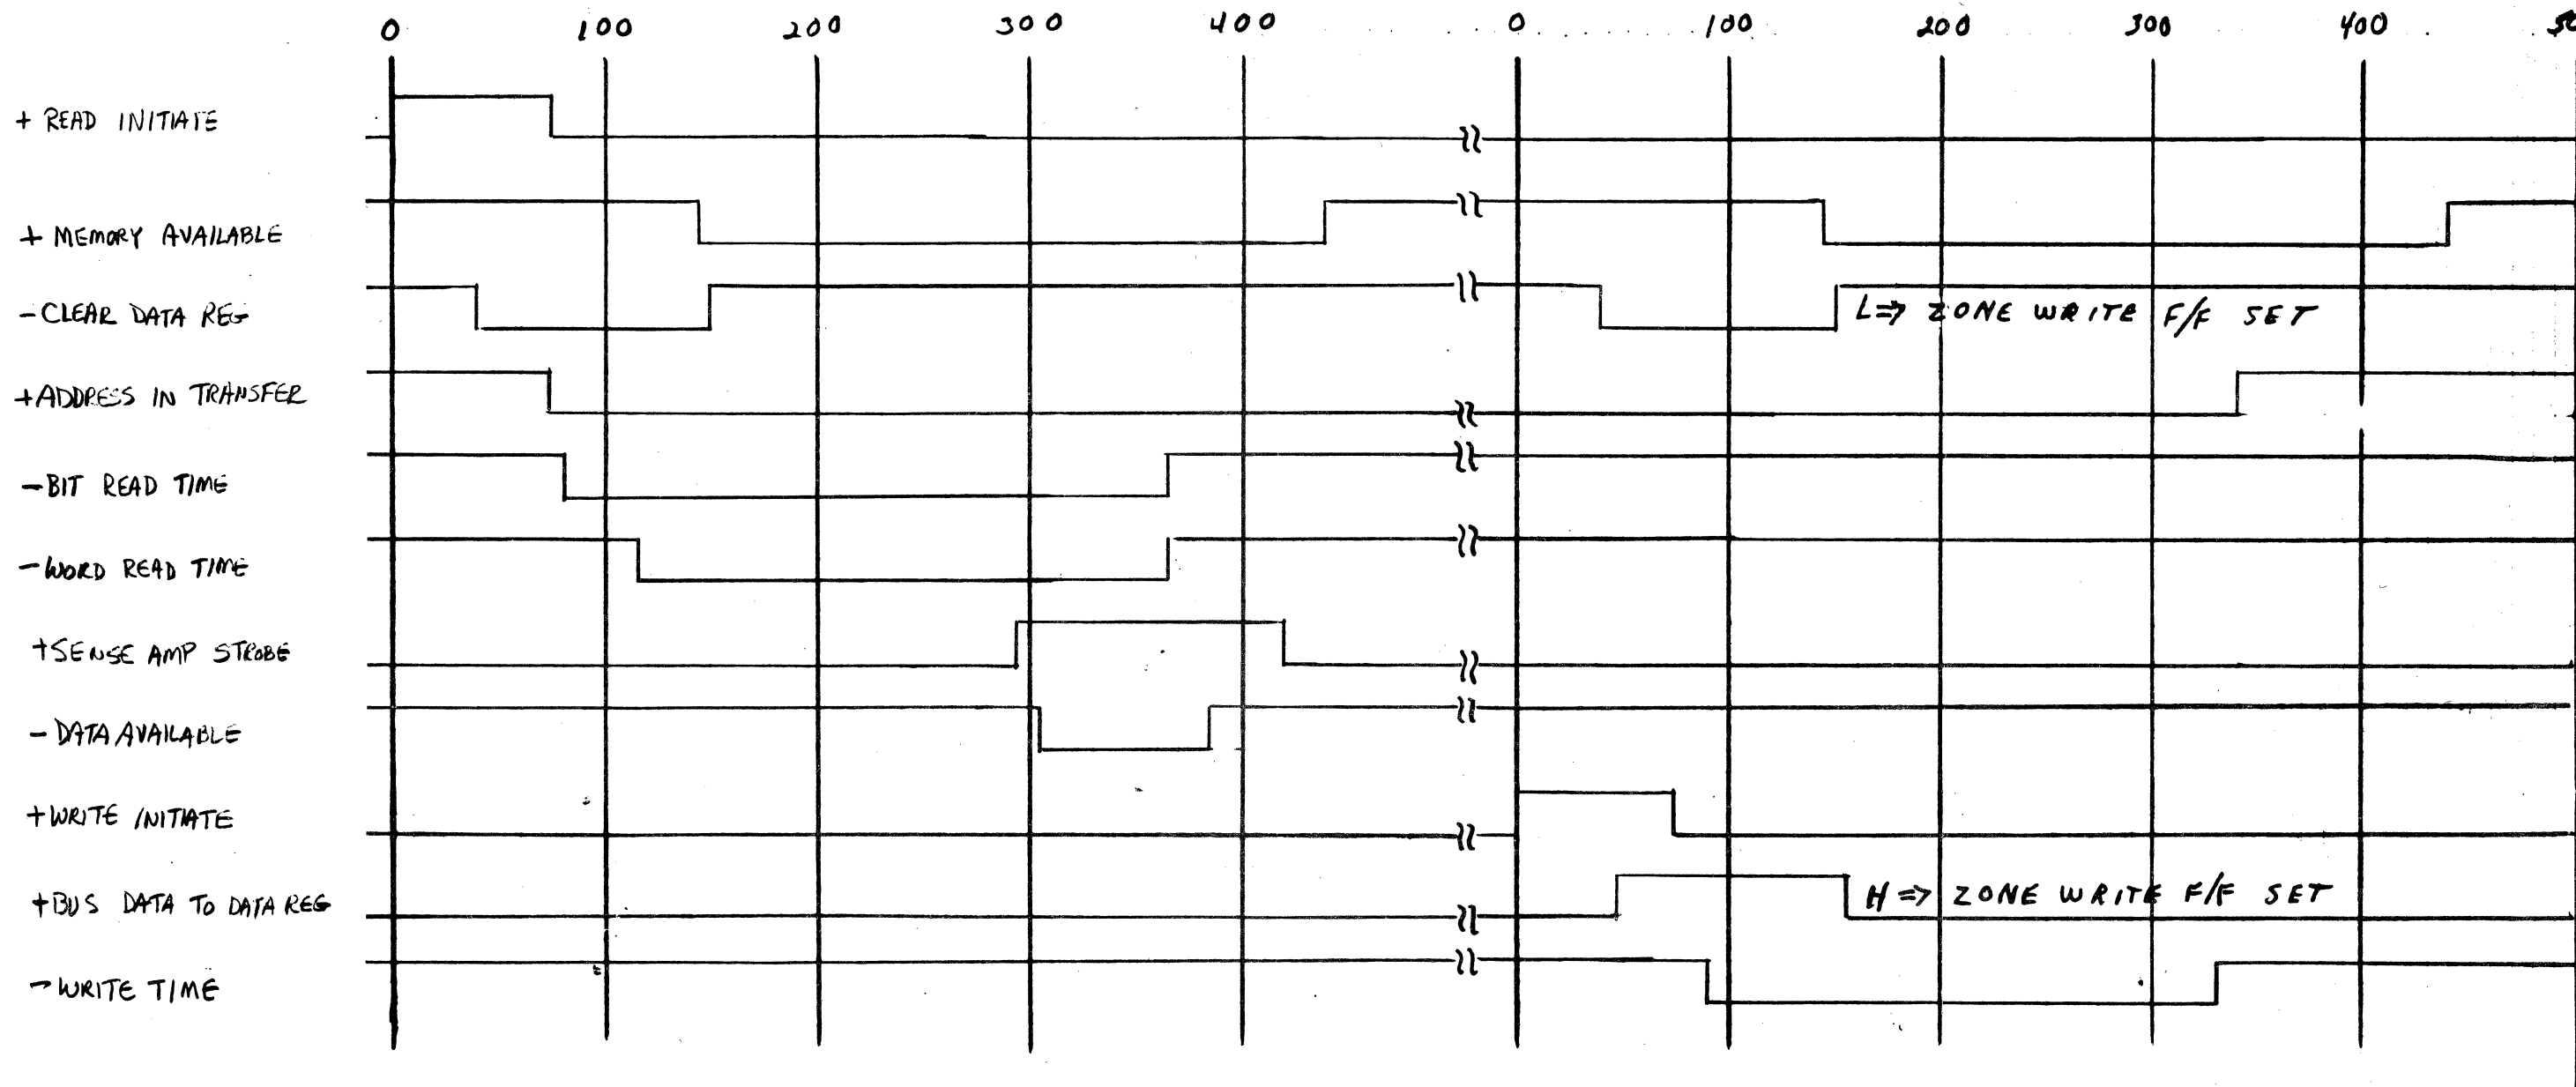 0 100 200 300 400 0 100 200 300 400
+ READ INITIATE
+ MEMORY AVAILABLE
- CLEAR DATA REG
L⇒ ZONE WRITE F/F SET
+ADDRESS IN TRANSFER
-BIT READ TIME
-WORD READ TIME
+SENSE AMP STROBE
- DATA AVAILABLE
+WRITE INITIATE
+BUS DATA TO DATA REG
H⇒ ZONE WRITE F/F SET
- WRITE TIME